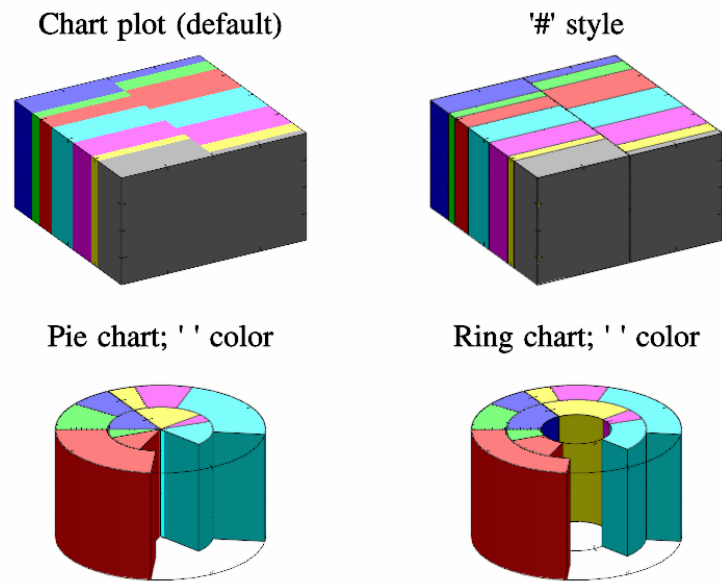 Chart plot (default)
'#' style
Pie chart; ' ' color
Ring chart; ' ' color